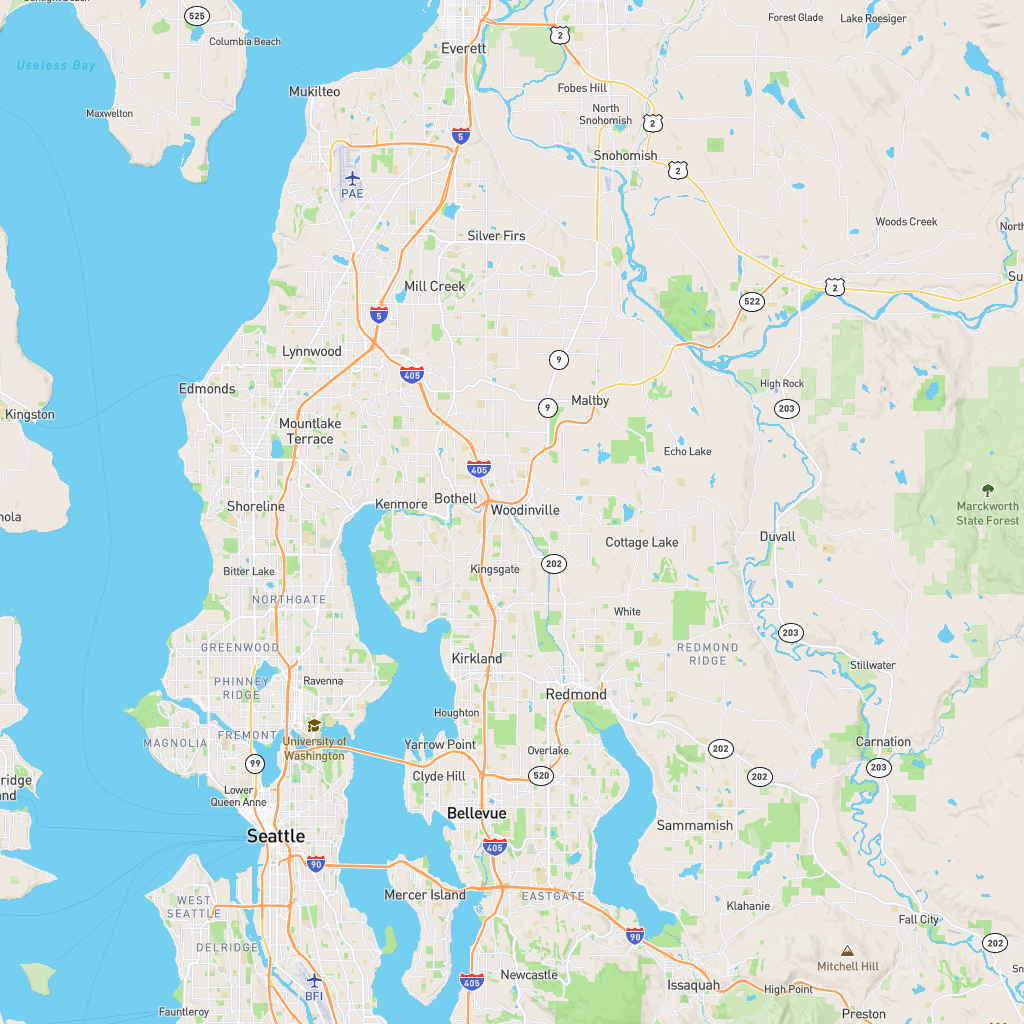 525
Columbia Beach
Useless Bay
Maxwelton
Mukilteo
Everett
2
Forest Glade
Lake Roesiger
Fobes Hill
North
Snohomish
2
5
Snohomish
2
PAE
Woods Creek
Silver Firs
Mill Creek
2
522
5
Lynnwood
9
405
Edmonds
9
Maltby
High Rock
203
Kingston
Mountlake
Terrace
Echo Lake
405
Shoreline
Kenmore
Bothell
Woodinville
Marckworth
State Forest
Duvall
Cottage Lake
Bitter Lake
Kingsgate
202
NORTHGATE
White
203
GREENWOOD
REDMOND
RIDGE
Kirkland
Stillwater
PHINNEY
RIDGE
Ravenna
Redmond
Houghton
MAGNOLIA
FREMONT
University of
Washington
Yarrow Point
Overlake
202
Carnation
99
Clyde Hill
520
202
203
Lower
Queen Anne
Bellevue
Seattle
Sammamish
405
90
Mercer Island
EASTGATE
WEST
SEATTLE
Klahanie
Fall City
90
202
DELRIDGE
Mitchell Hill
Newcastle
405
BFI
Issaquah
High Point
Fauntleroy
Preston